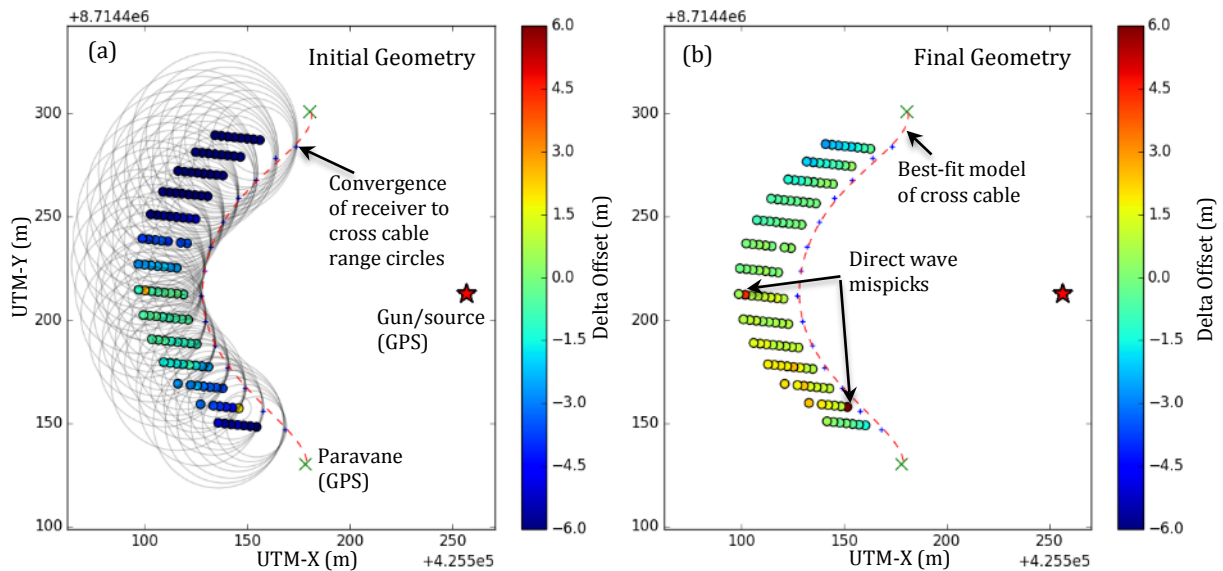 +8.7144e6
(a)
Initial Geometry
UTM-Y (m)
300
250
200
150
100
Convergence
of receiver to
cross cable
range circles
Gun/source
(GPS)
Paravane
(GPS)
100
150
200
250
UTM-X (m)
+4.255e5
6.0
4.5
3.0
1.5
0.0
−1.5
−3.0
−4.5
−6.0
Delta Offset (m)
+8.7144e6
(b)
Final Geometry
300
250
200
150
100
Best-fit model
of cross cable
Direct wave
mispicks
100
150
200
250
UTM-X (m)
+4.255e5
6.0
4.5
3.0
1.5
0.0
−1.5
−3.0
−4.5
−6.0
Delta Offset (m)